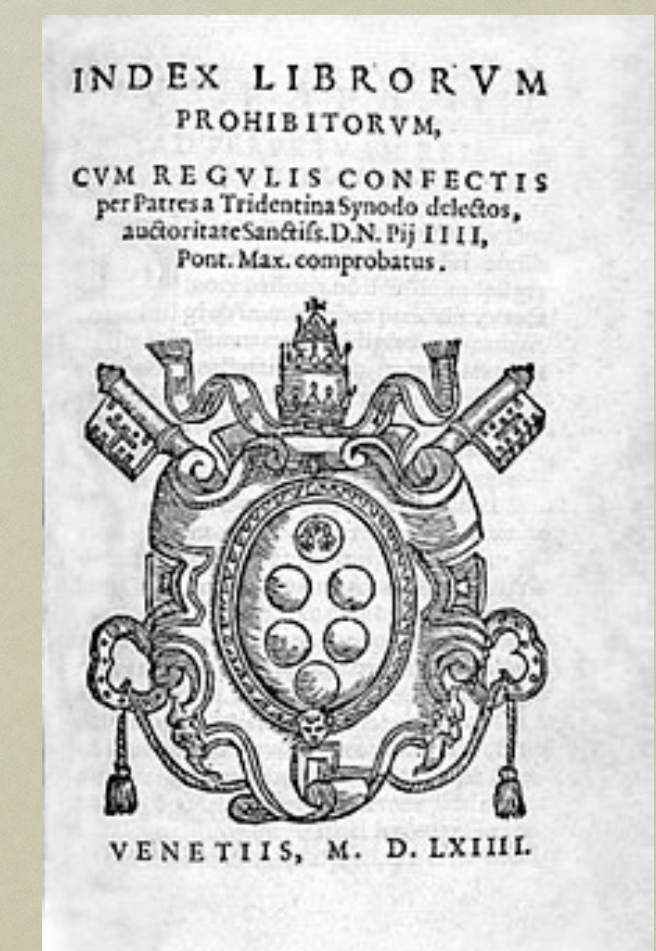 INDEX LIBRORVM
PROHIBITORVM,
CVM REGVLIS CONFECTIS
per Patres a Tridentina Synodo delectos,
auctoritate Sanctiſs. D. N. Pij IIII,
Pont. Max. comprobatus.
VENETIIS, M. D. LXIIII.